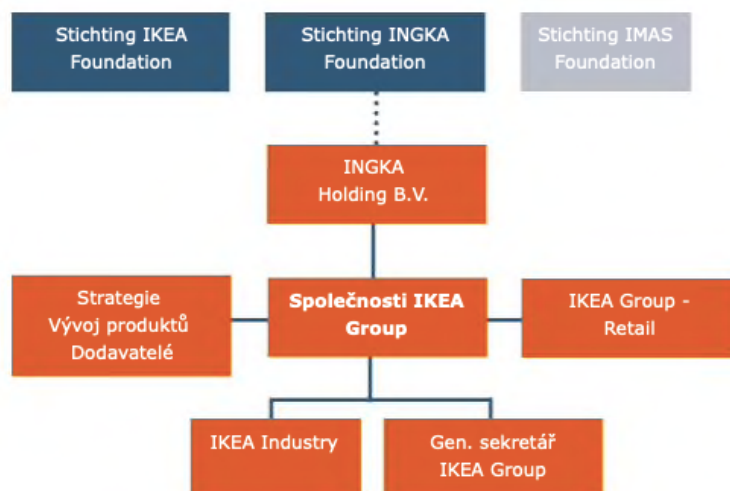 Stichting IKEA
Foundation
Stichting INGKA
Foundation
Stichting IMAS
Foundation
INGKA
Holding B.V.
Strategie
Vývoj produktů
Dodavatelé
Společnosti IKEA
Group
IKEA Group -
Retail
IKEA Industry
Gen. sekretář
IKEA Group